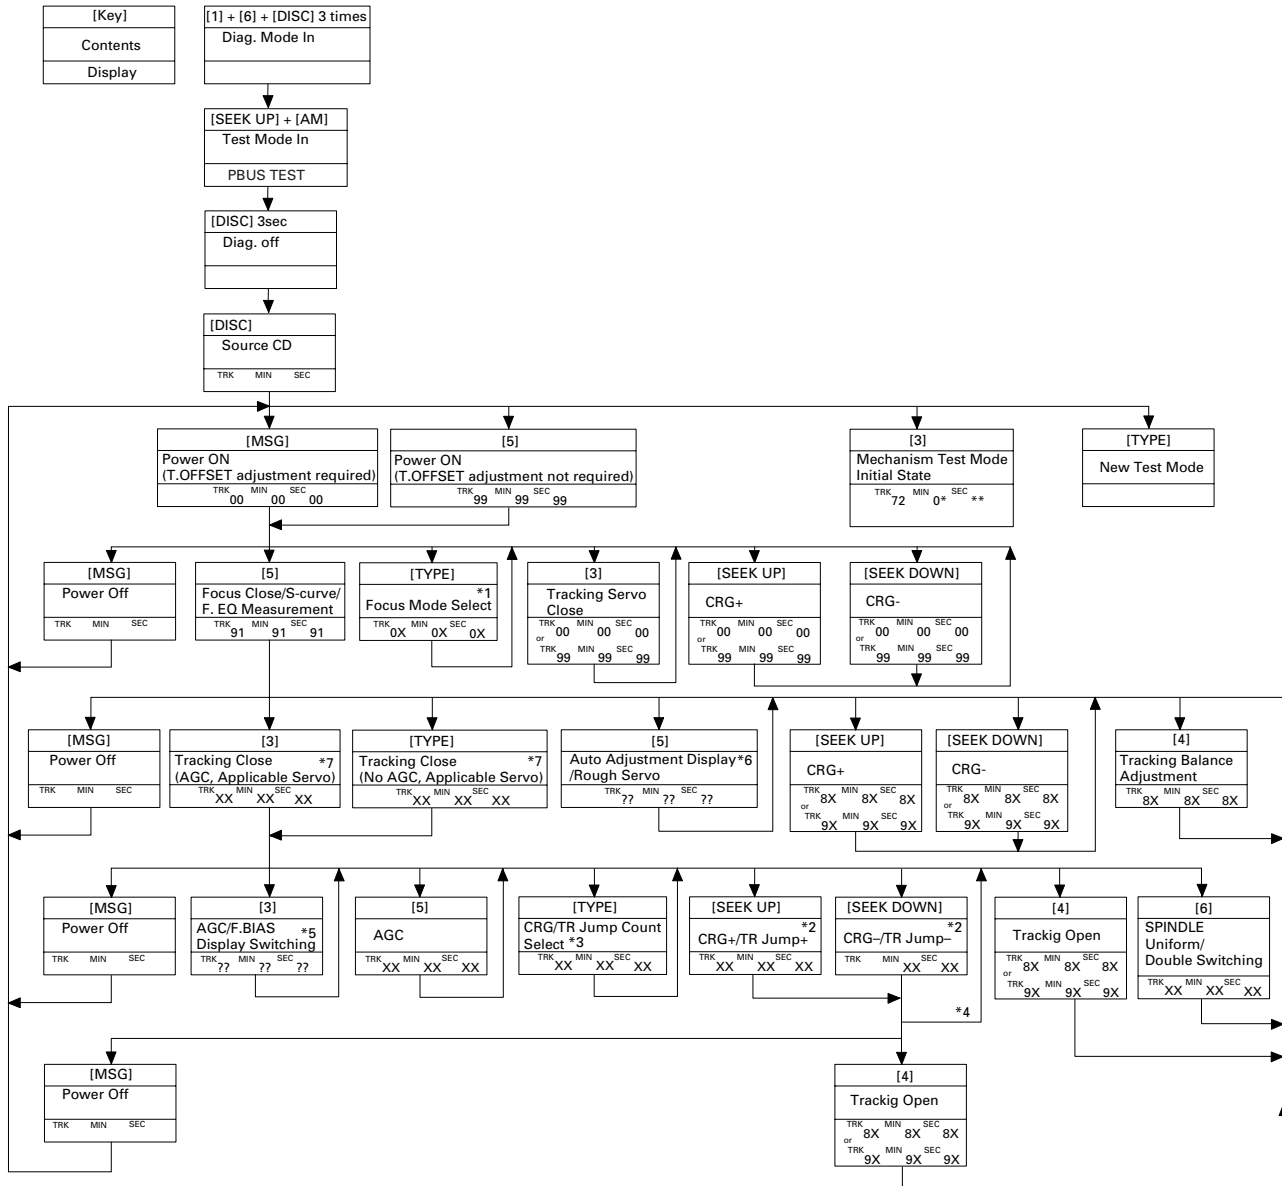 [Key]
Contents
Display
[1] + [6] + [DISC] 3 times
Diag. Mode In
[SEEK UP] + [AM]
Test Mode In
PBUS TEST
[DISC] 3sec
Diag. off
[DISC]
Source CD
TRK MIN SEC
[MSG]
Power ON
(T.OFFSET adjustment required)
TRK MIN SEC
00 00 00
[5]
Power ON
(T.OFFSET adjustment not required)
TRK MIN SEC
99 99 99
[3]
Mechanism Test Mode
Initial State
TRK MIN SEC
72 0* **
[TYPE]
New Test Mode
[MSG]
Power Off
TRK MIN SEC
[5]
Focus Close/S-curve/
F. EQ Measurement
TRK MIN SEC
91 91 91
[TYPE]
*1
Focus Mode Select
TRK MIN SEC
0X 0X 0X
[3]
Tracking Servo
Close
TRK MIN SEC
00 00 00
or
TRK MIN SEC
99 99 99
[SEEK UP]
CRG+
TRK MIN SEC
00 00 00
or
TRK MIN SEC
99 99 99
[SEEK DOWN]
CRG-
TRK MIN SEC
00 00 00
or
TRK MIN SEC
99 99 99
[MSG]
Power Off
TRK MIN SEC
[3]
Tracking Close *7
(AGC, Applicable Servo)
TRK MIN SEC
XX XX XX
[TYPE]
Tracking Close *7
(No AGC, Applicable Servo)
TRK MIN SEC
XX XX XX
[5]
Auto Adjustment Display*6
/Rough Servo
TRK MIN SEC
?? ?? ??
[SEEK UP]
CRG+
TRK MIN SEC
8X 8X 8X
or
TRK MIN SEC
9X 9X 9X
[SEEK DOWN]
CRG-
TRK MIN SEC
8X 8X 8X
or
TRK MIN SEC
9X 9X 9X
[4]
Tracking Balance
Adjustment
TRK MIN SEC
8X 8X 8X
[MSG]
Power Off
TRK MIN SEC
[3]
AGC/F.BIAS *5
Display Switching
TRK MIN SEC
?? ?? ??
[5]
AGC
TRK MIN SEC
XX XX XX
[TYPE]
CRG/TR Jump Count
Select *3
TRK MIN SEC
XX XX XX
[SEEK UP]
*2
CRG+/TR Jump+
TRK MIN SEC
XX XX XX
[SEEK DOWN]
*2
CRG–/TR Jump–
TRK MIN SEC
XX XX
[4]
Trackig Open
TRK MIN SEC
8X 8X 8X
or
TRK MIN SEC
9X 9X 9X
[6]
SPINDLE
Uniform/
Double Switching
TRK MIN SEC
XX XX XX
*4
[MSG]
Power Off
TRK MIN SEC
[4]
Trackig Open
TRK MIN SEC
8X 8X 8X
or
TRK MIN SEC
9X 9X 9X